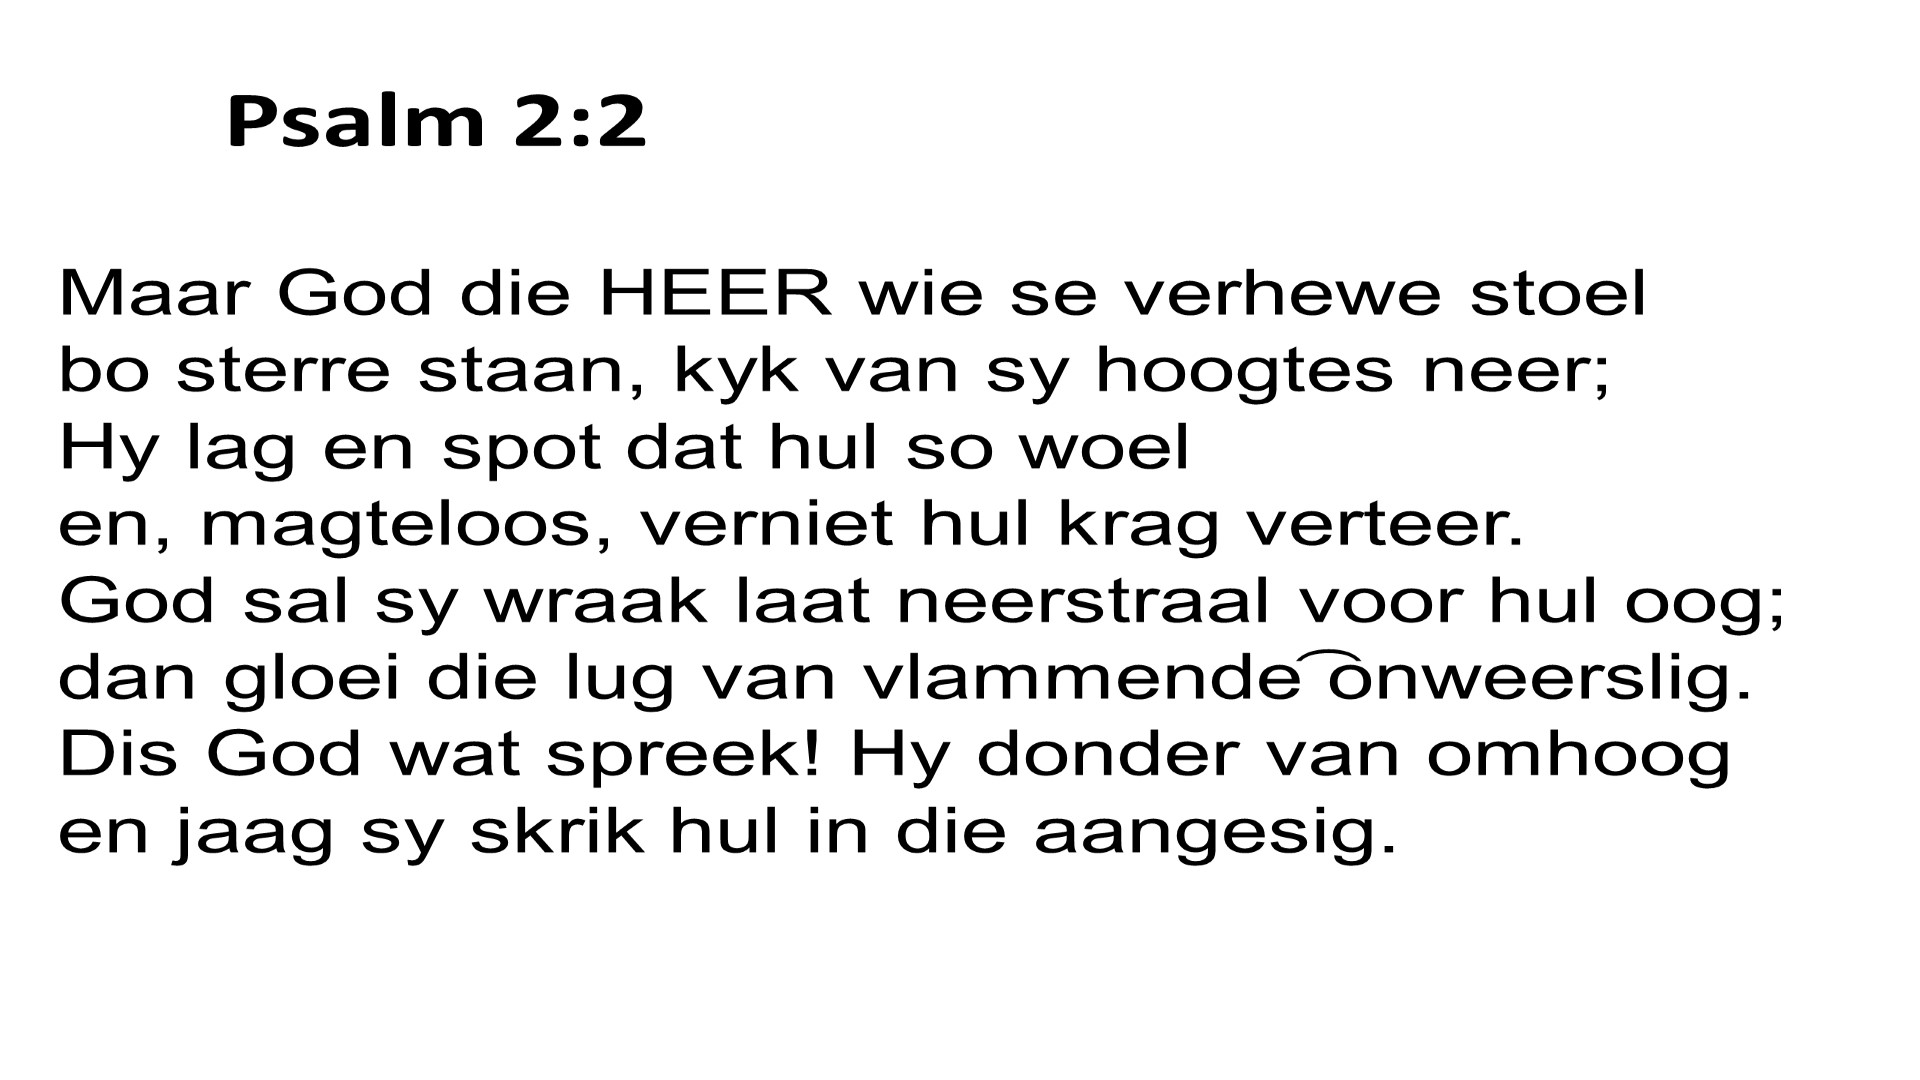 Psalm 2:2
Maar God die HEER wie se verhewe stoel
bo sterre staan, kyk van sy hoogtes neer;
Hy lag en spot dat hul so woel
en, magteloos, verniet hul krag verteer.
God sal sy wraak laat neerstraal voor hul oog;
dan gloei die lug van vlammende͡ onweerslig.
Dis God wat spreek! Hy donder van omhoog
en jaag sy skrik hul in die aangesig.